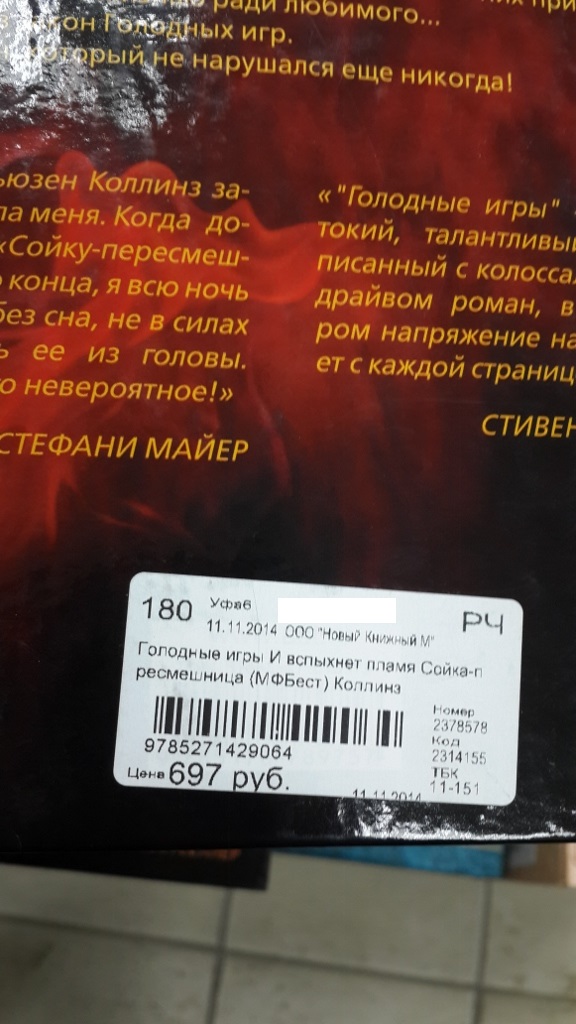 ради любимого...
закон Голодных игр.
который не нарушался еще никогда!
ьюзен Коллинз за-
ла меня. Когда до-
«Сойку-пересмеш-
конца, я всю ночь
без сна, не в силах
ь ее из головы.
о невероятное!»
СТЕФАНИ МАЙЕР
«"Голодные игры"
токий, талантливы
писанный с колосса
драйвом роман, в
ром напряжение на
ет с каждой страниц
СТИВЕН
180 Уфа6 РЧ
11.11.2014 ООО "Новый Книжный М"
Голодные игры И вспыхнет пламя Сойка-п
ресмешница (МФБест) Коллинз
9785271429064
Цена 697 руб.
Номер
2378578
Код
2314155
ТБК
11-151
11.11.2014